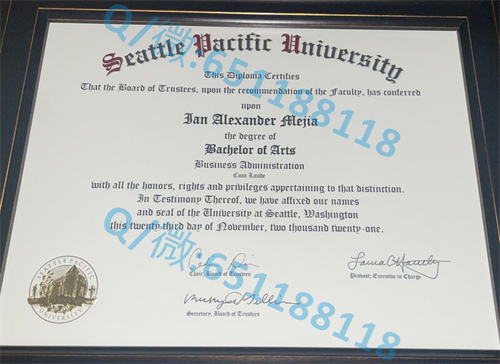 Q/微:651188118
Seattle Pacific University
This Diploma Certifies
That the Board of Trustees, upon the recommendation of the Faculty, has conferred
upon
Ian Alexander Mejia
the degree of
Bachelor of Arts
Business Administration
Cum Laude
with all the honors, rights and privileges appertaining to that distinction.
In Testimony Thereof, we have affixed our names
and seal of the University at Seattle, Washington
this twenty third day of November, two thousand twenty-one.
Q/微:651188118
Chair, Board of Trustees
Provost; Executive in Charge
Secretary, Board of Trustees
SEATTLE PACIFIC
UNIVERSITY